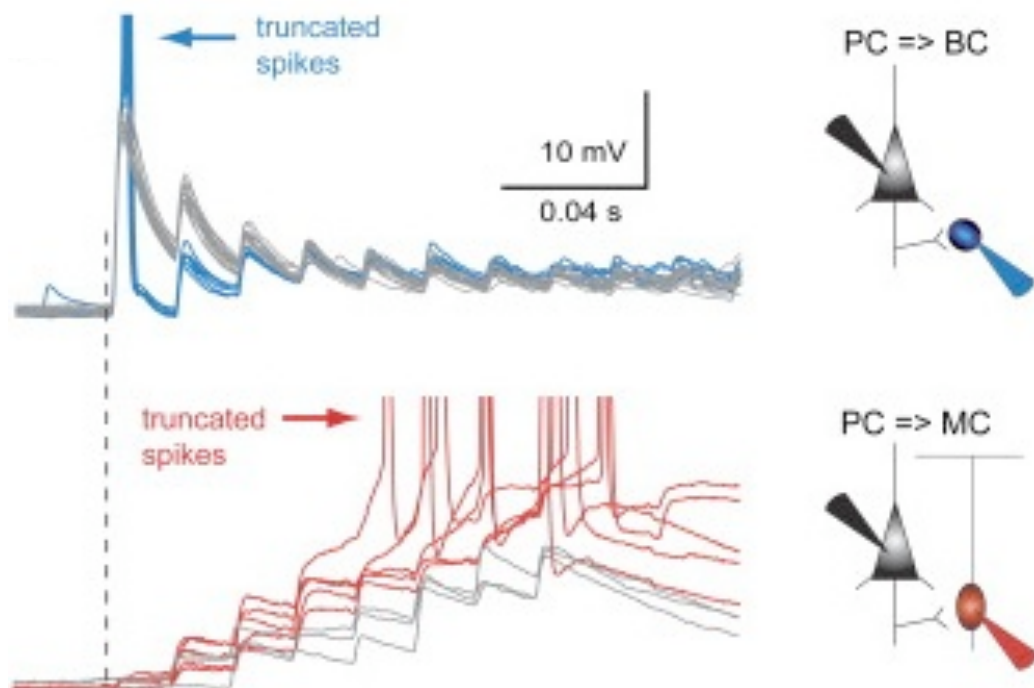 truncated
spikes
10 mV
0.04 s
PC => BC
truncated
spikes
PC => MC